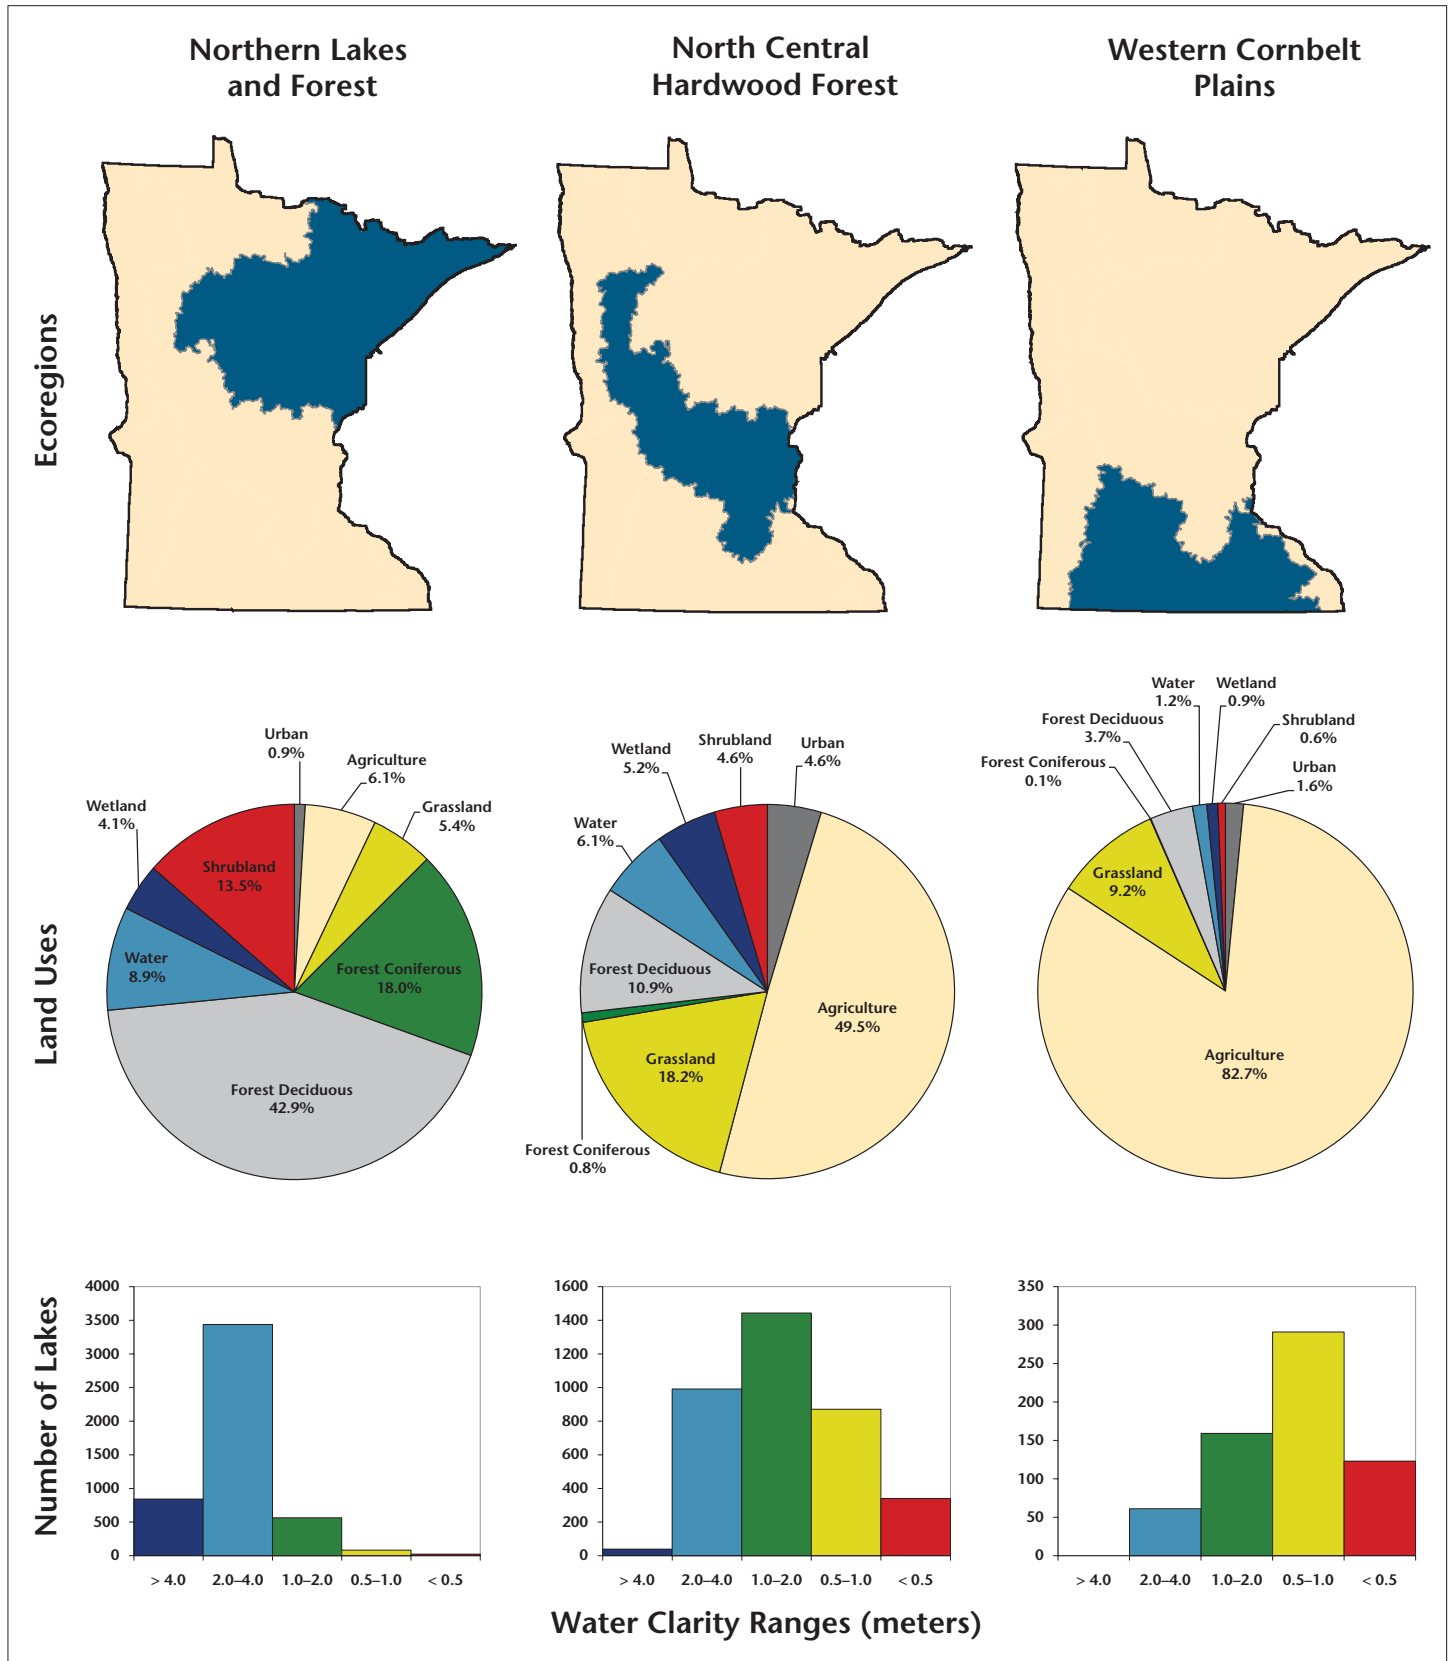 Northern Lakes
and Forest
North Central
Hardwood Forest
Western Cornbelt
Plains
Ecoregions
Land Uses
Urban
0.9%
Agriculture
6.1%
Grassland
5.4%
Wetland
4.1%
Shrubland
13.5%
Water
8.9%
Forest Coniferous
18.0%
Forest Deciduous
42.9%
Wetland
5.2%
Shrubland
4.6%
Urban
4.6%
Water
6.1%
Forest Deciduous
10.9%
Agriculture
49.5%
Grassland
18.2%
Forest Coniferous
0.8%
Water
1.2%
Wetland
0.9%
Forest Deciduous
3.7%
Shrubland
0.6%
Forest Coniferous
0.1%
Urban
1.6%
Grassland
9.2%
Agriculture
82.7%
Number of Lakes
4000
3500
3000
2500
2000
1500
1000
500
0
> 4.0 2.0–4.0 1.0–2.0 0.5–1.0 < 0.5
1600
1400
1200
1000
800
600
400
200
0
> 4.0 2.0–4.0 1.0–2.0 0.5–1.0 < 0.5
350
300
250
200
150
100
50
0
> 4.0 2.0–4.0 1.0–2.0 0.5–1.0 < 0.5
Water Clarity Ranges (meters)